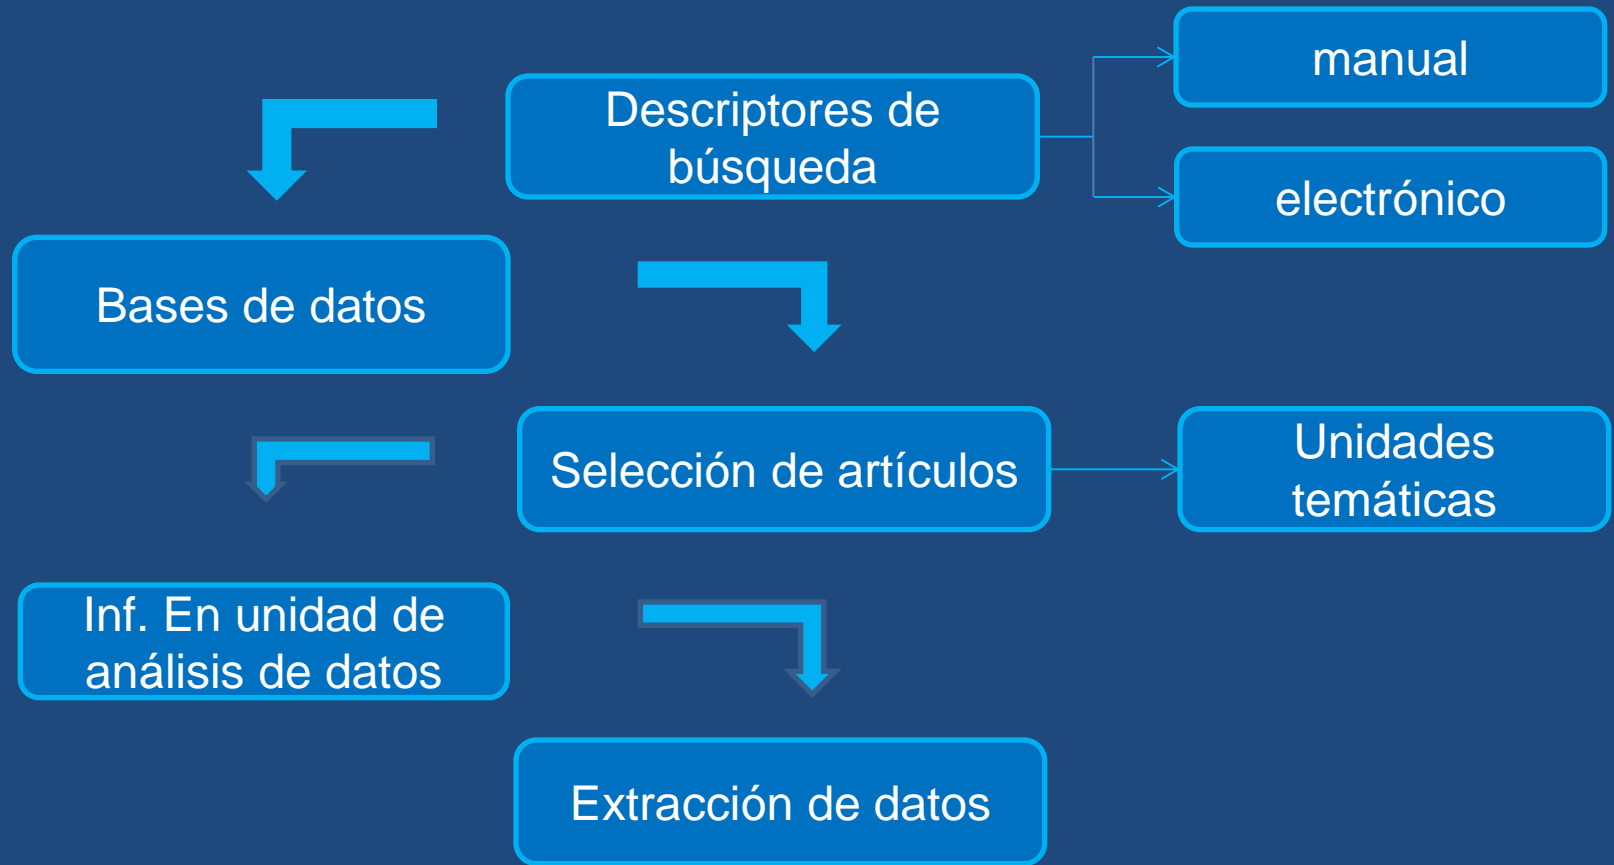 manual
Descriptores de
búsqueda
electrónico
Bases de datos
Selección de artículos
Unidades
temáticas
Inf. En unidad de
análisis de datos
Extracción de datos